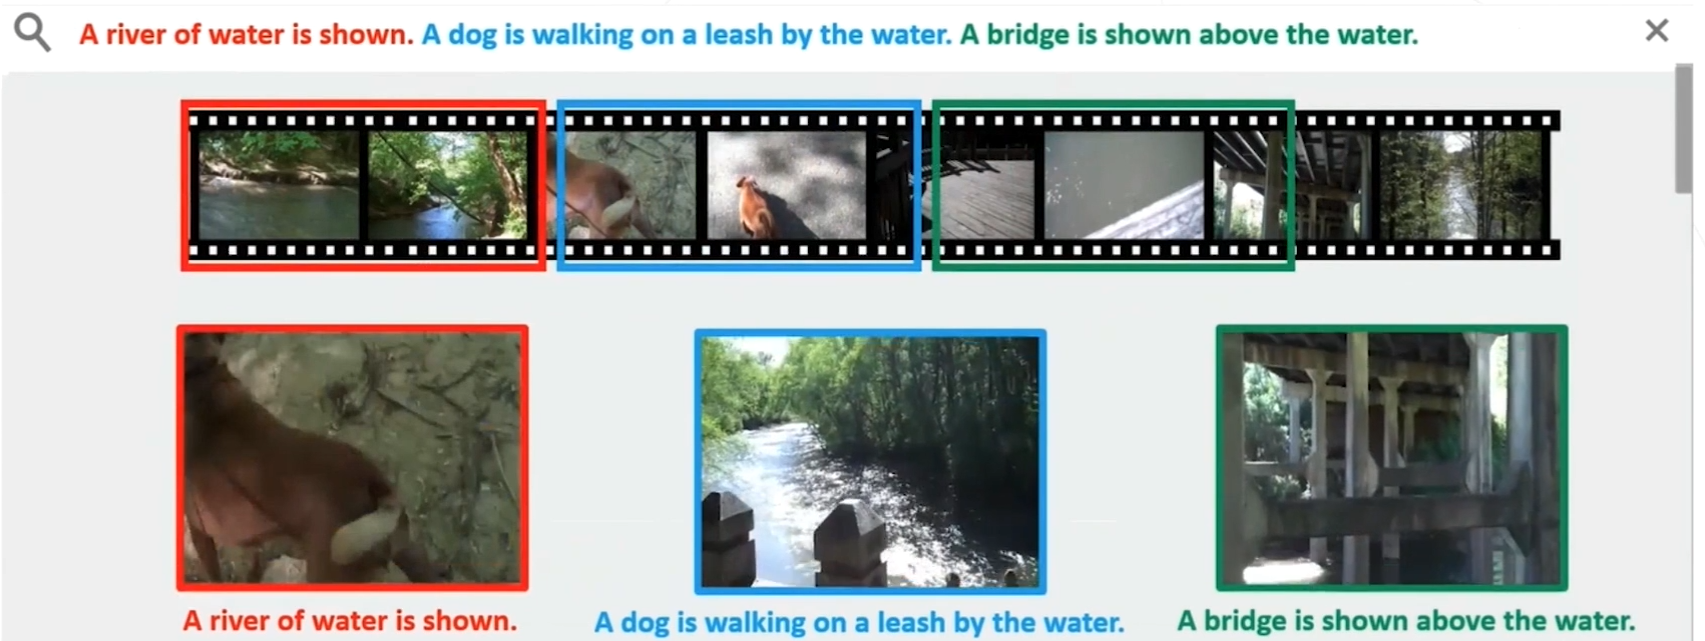 A river of water is shown. A dog is walking on a leash by the water. A bridge is shown above the water.
A river of water is shown.
A dog is walking on a leash by the water.
A bridge is shown above the water.